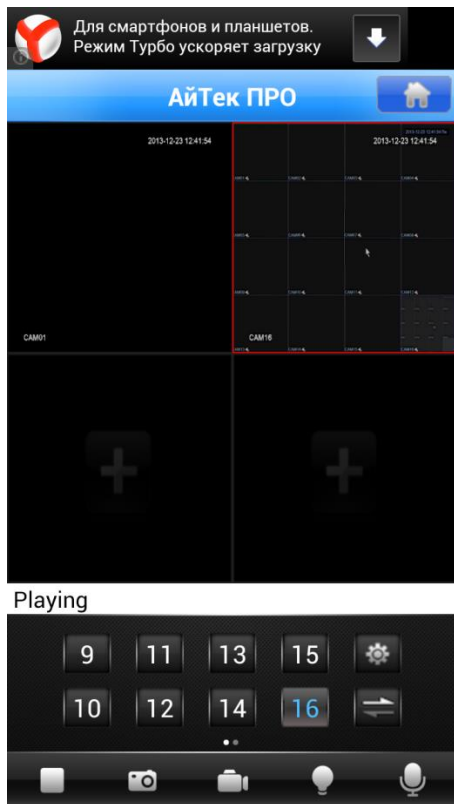 Для смартфонов и планшетов.
Режим Турбо ускоряет загрузку
АйТек ПРО
2013-12-23 12:41:54
2013-12-23 12:41:54
CAM01
CAM16
Playing
9 11 13 15
10 12 14 16